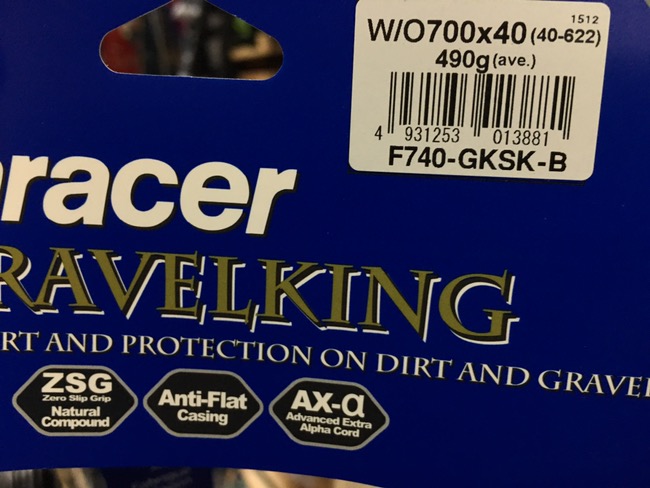 1512
W/O700x40 (40-622)
490g (ave.)
4 931253 013881
F740-GKSK-B
racer
RAVELKING
RT AND PROTECTION ON DIRT AND GRAVEL
ZSG
Zero Slip Grip
Natural
Compound
Anti-Flat
Casing
AX-α
Advanced Extra
Alpha Cord